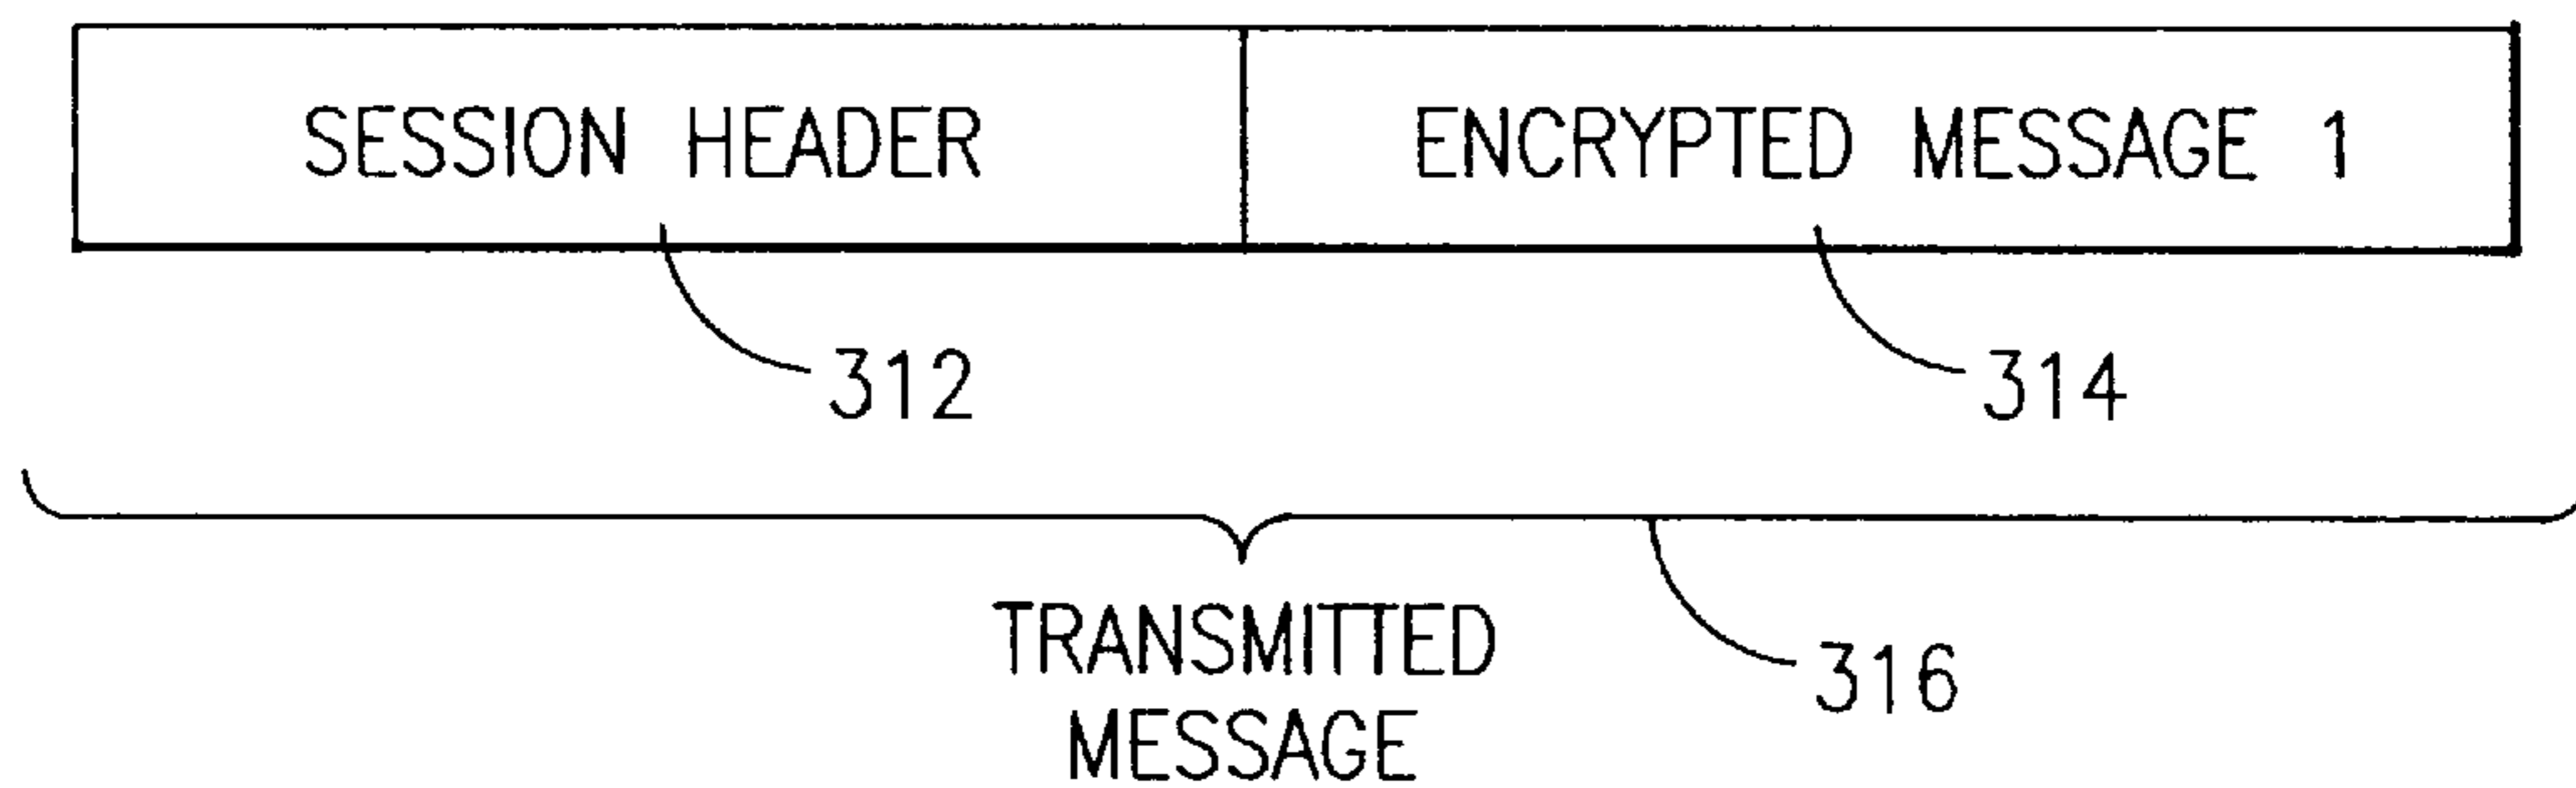 SESSION HEADER
ENCRYPTED MESSAGE 1
312
314
TRANSMITTED
MESSAGE
316